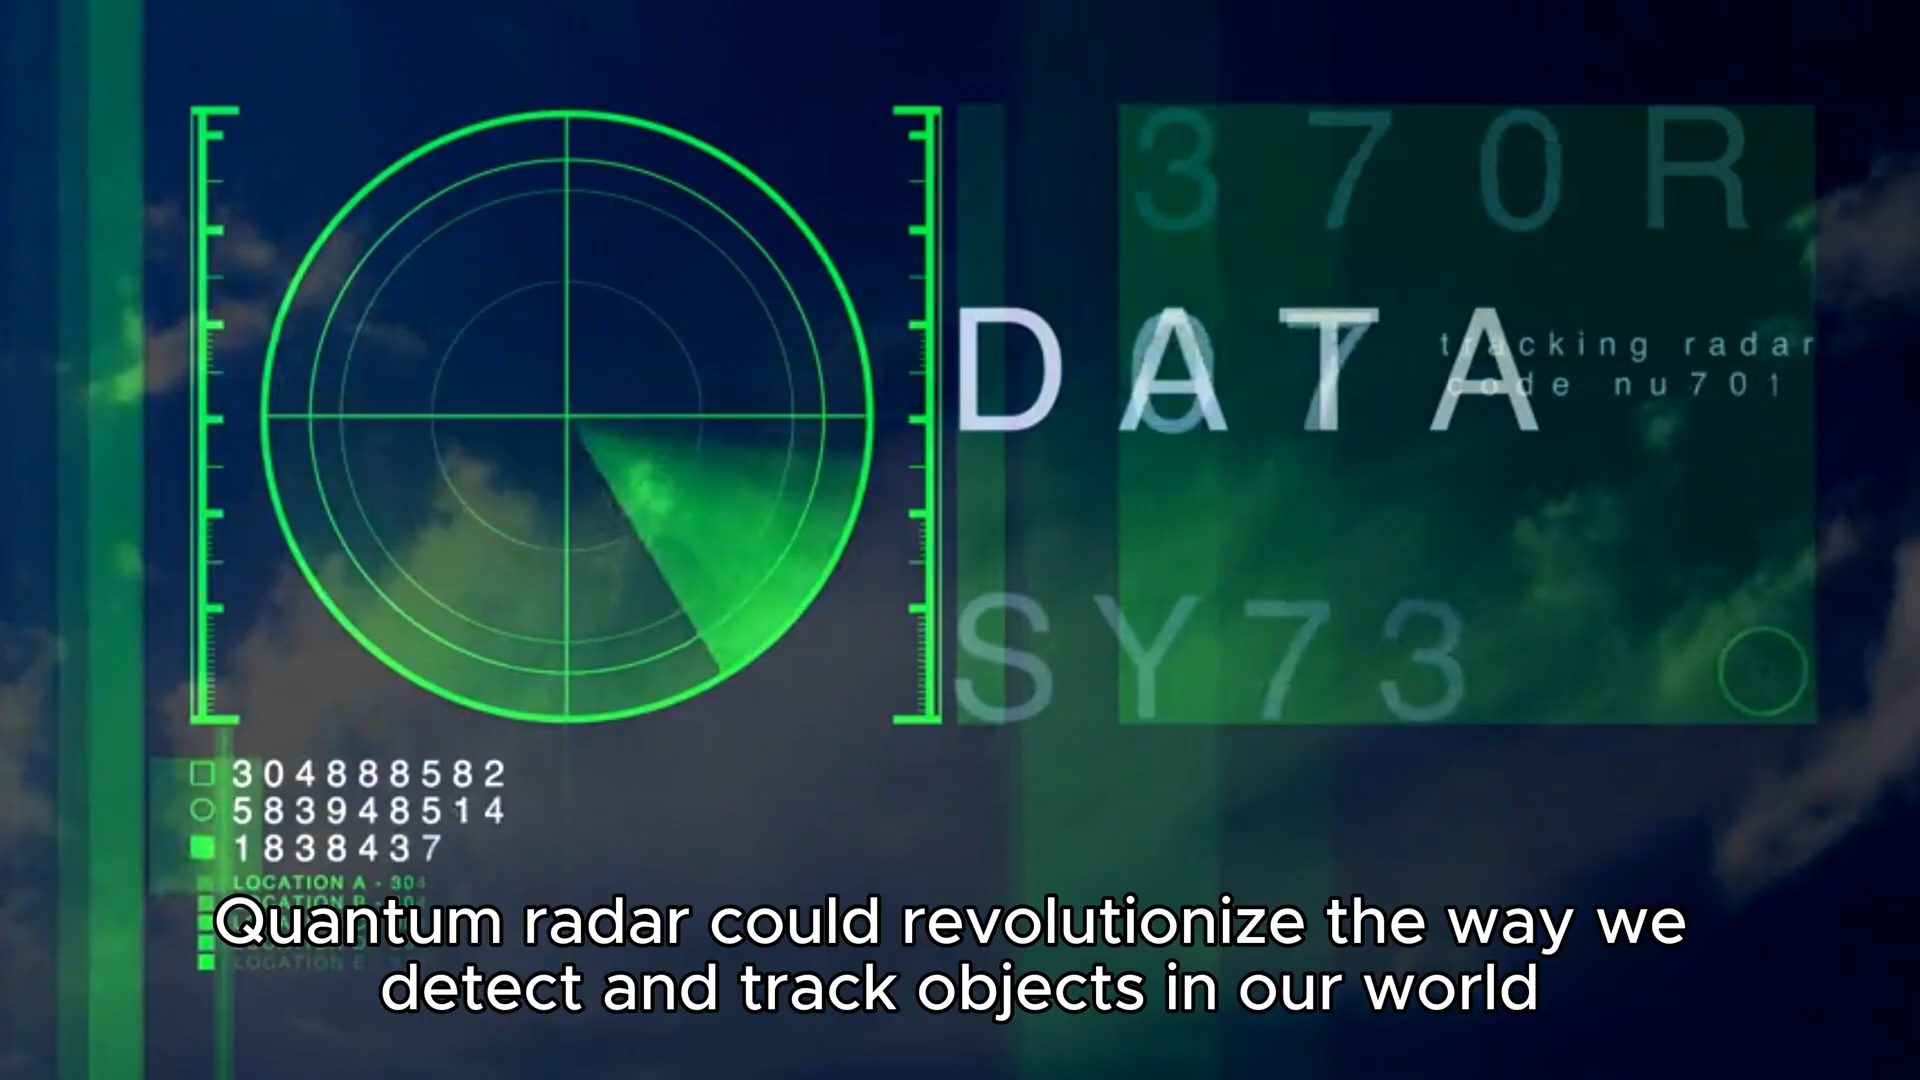 370R
DATA
97
tracking radar
code nu701
SY73
304888582
583948514
1838437
LOCATION A - 304
Quantum radar could revolutionize the way we
detect and track objects in our world